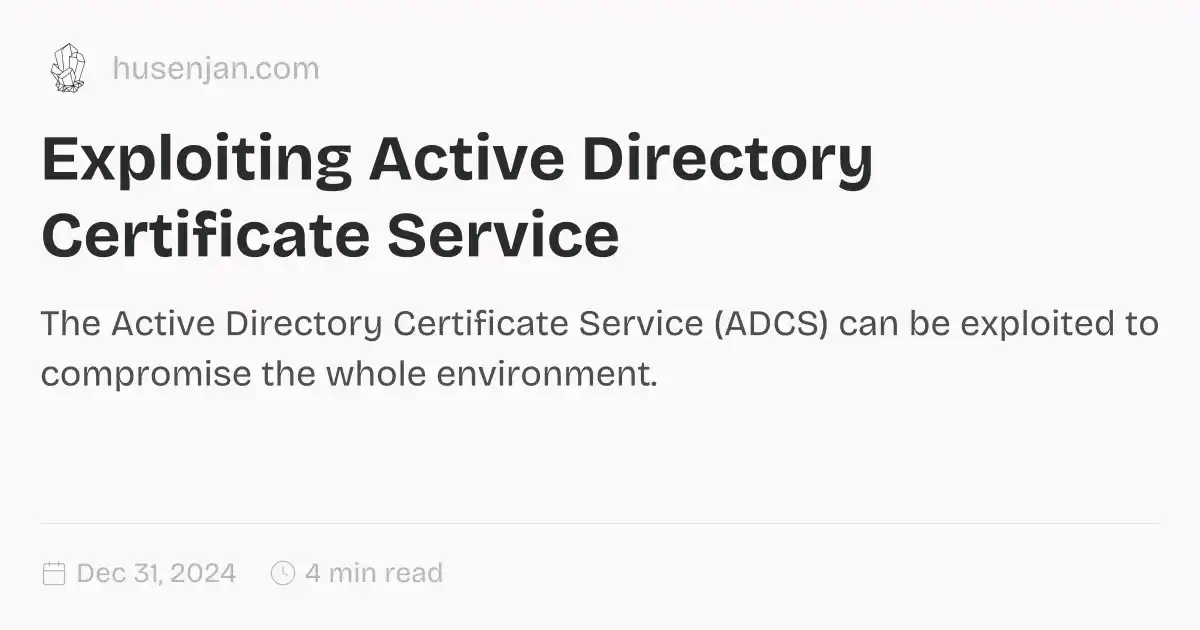 husenjan.com
Exploiting Active Directory
Certificate Service
The Active Directory Certificate Service (ADCS) can be exploited to
compromise the whole environment.
Dec 31, 2024 4 min read